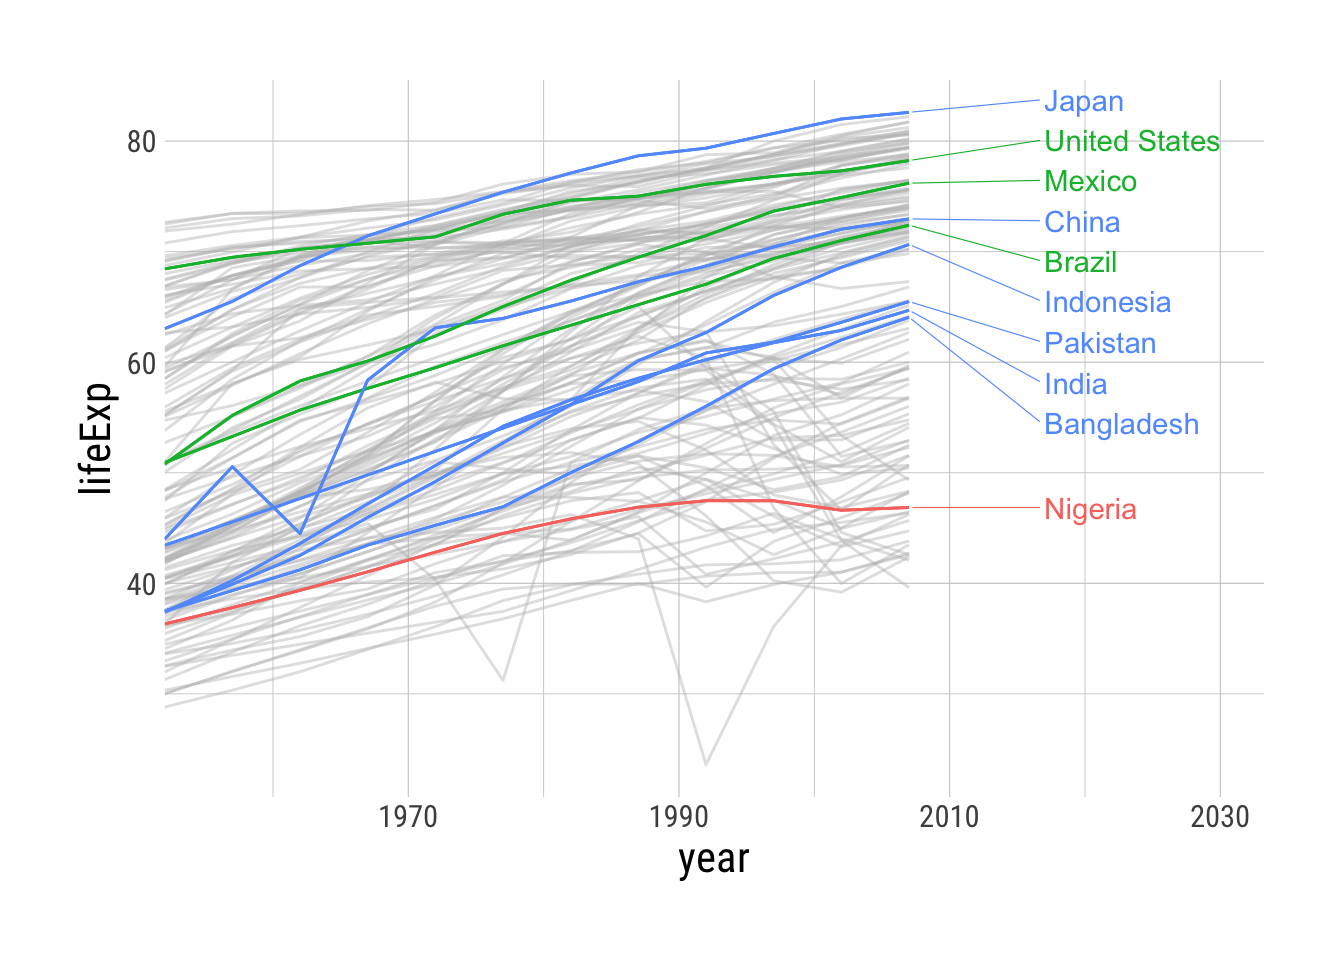 Japan
80
United States
Mexico
China
Brazil
Indonesia
Pakistan
60
India
Bangladesh
lifeExp
Nigeria
40
1970 1990 2010 2030
year